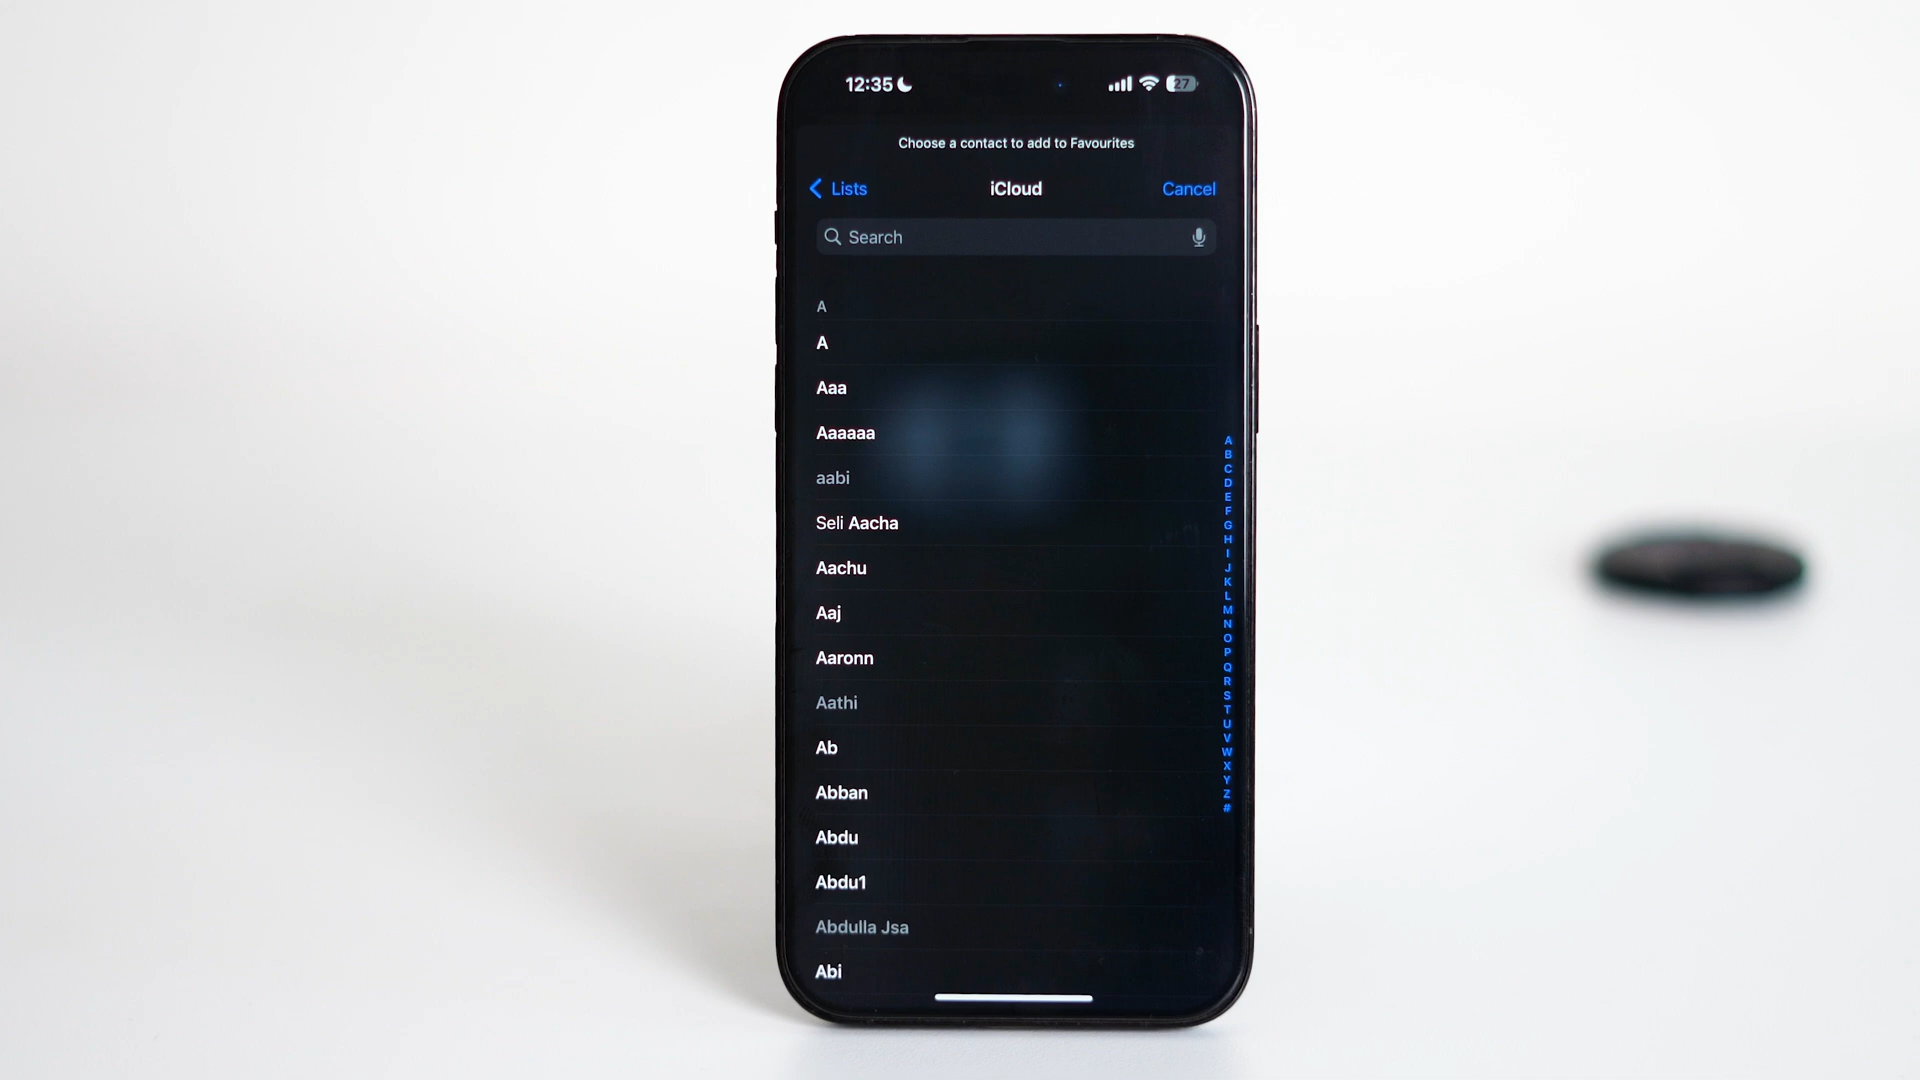 12:35 27
Choose a contact to add to Favourites
Lists iCloud Cancel
Search
A
A
Aaa
Aaaaaa
aabi
Seli Aacha
Aachu
Aaj
Aaronn
Aathi
Ab
Abban
Abdu
Abdu1
Abdulla Jsa
Abi
A
B
C
D
E
F
G
H
I
J
K
L
M
N
O
P
Q
R
S
T
U
V
W
X
Y
Z
#